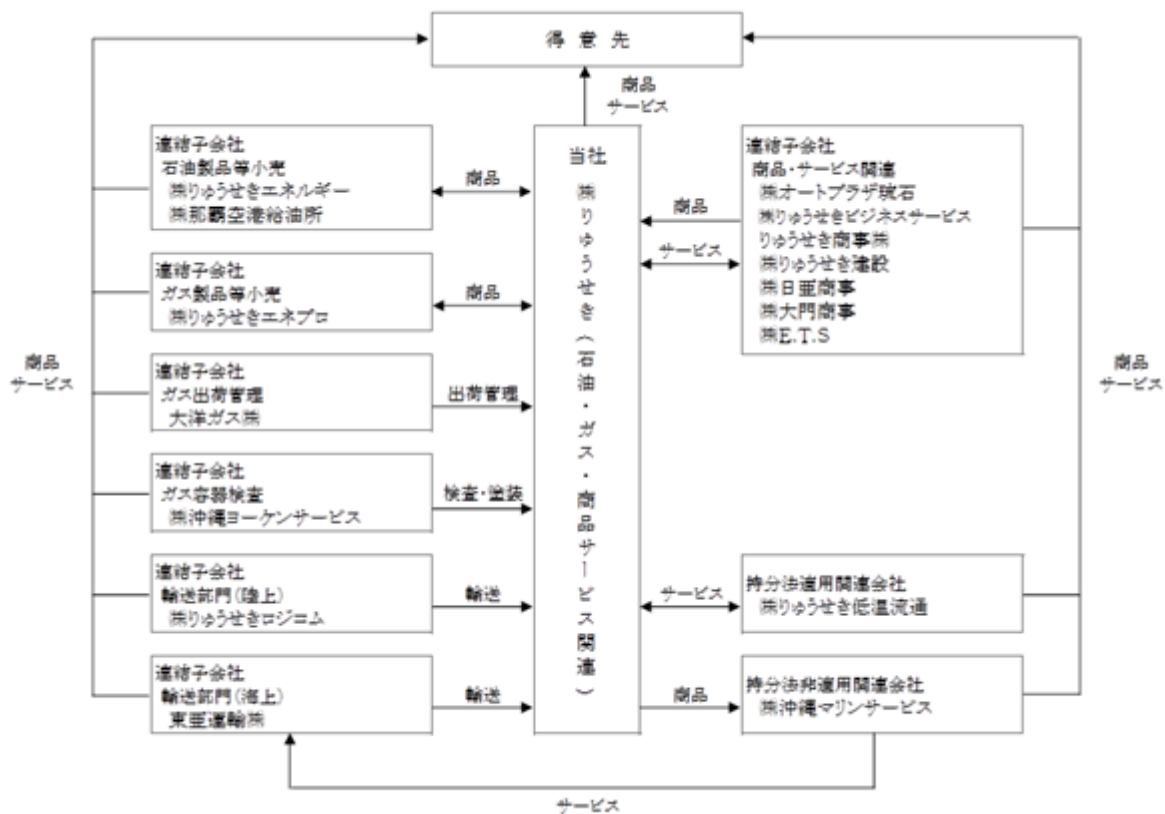 得意先
商品
サービス
連結子会社
石油製品等小売
㈱りゅうせきエネルギー
㈱那覇空港給油所
商品
連結子会社
ガス製品等小売
㈱りゅうせきエネプロ
商品
連結子会社
ガス出荷管理
大洋ガス㈱
出荷管理
連結子会社
ガス容器検査
㈱沖縄ヨーケンサービス
検査・塗装
連結子会社
輸送部門(陸上)
㈱りゅうせきロジコム
輸送
連結子会社
輸送部門(海上)
東亜運輸㈱
輸送
商品
サービス
当社
㈱りゅうせき(石油・ガス・商品サービス関連)
連結子会社
商品・サービス関連
㈱オートプラザ琉石
㈱りゅうせきビジネスサービス
りゅうせき商事㈱
㈱りゅうせき建設
㈱日亜商事
㈱大門商事
㈱E.T.S
商品
サービス
持分法適用関連会社
㈱りゅうせき低温流通
サービス
持分法非適用関連会社
㈱沖縄マリンサービス
商品
商品
サービス
サービス